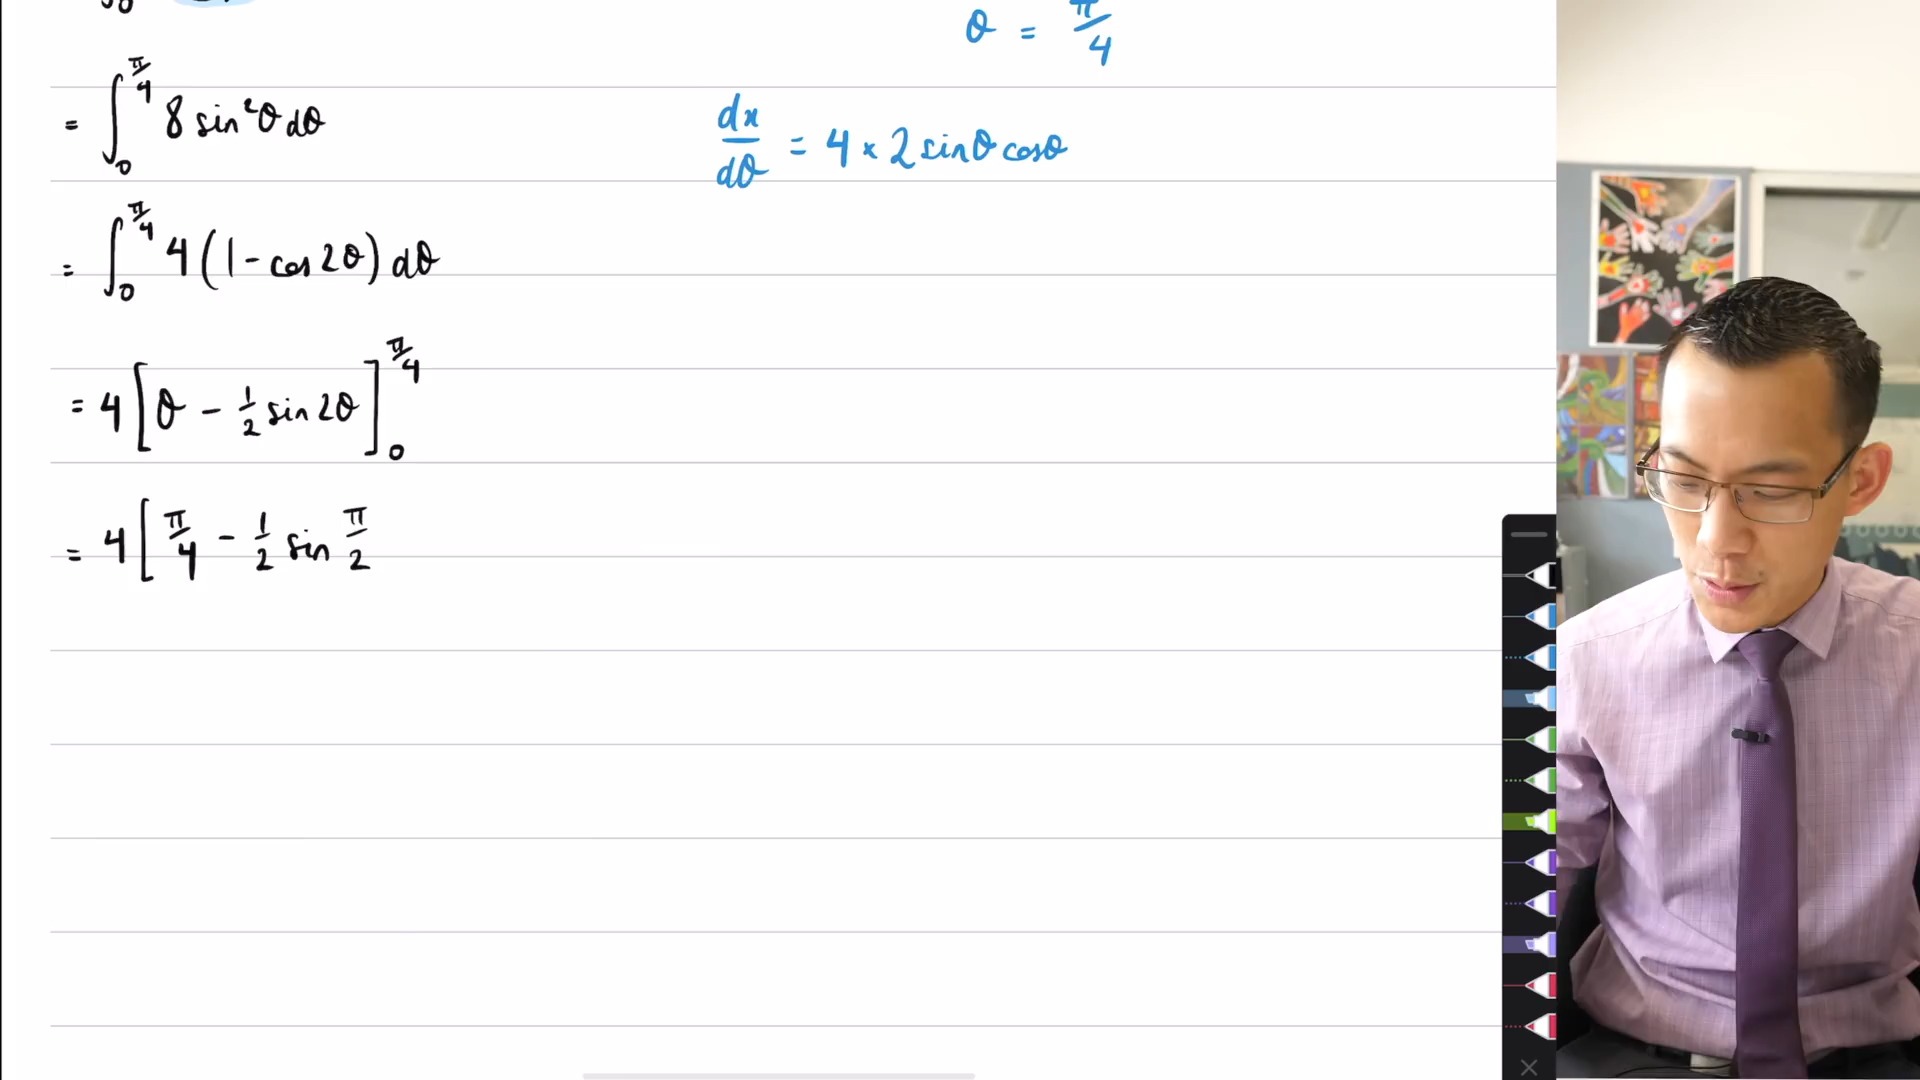 θ = π/4
= ∫₀^(π/4) 8 sin²θ dθ
dx/dθ = 4 × 2 sinθ cosθ
= ∫₀^(π/4) 4(1 - cos 2θ) dθ
= 4[θ - 1/2 sin 2θ]₀^(π/4)
= 4[π/4 - 1/2 sin π/2